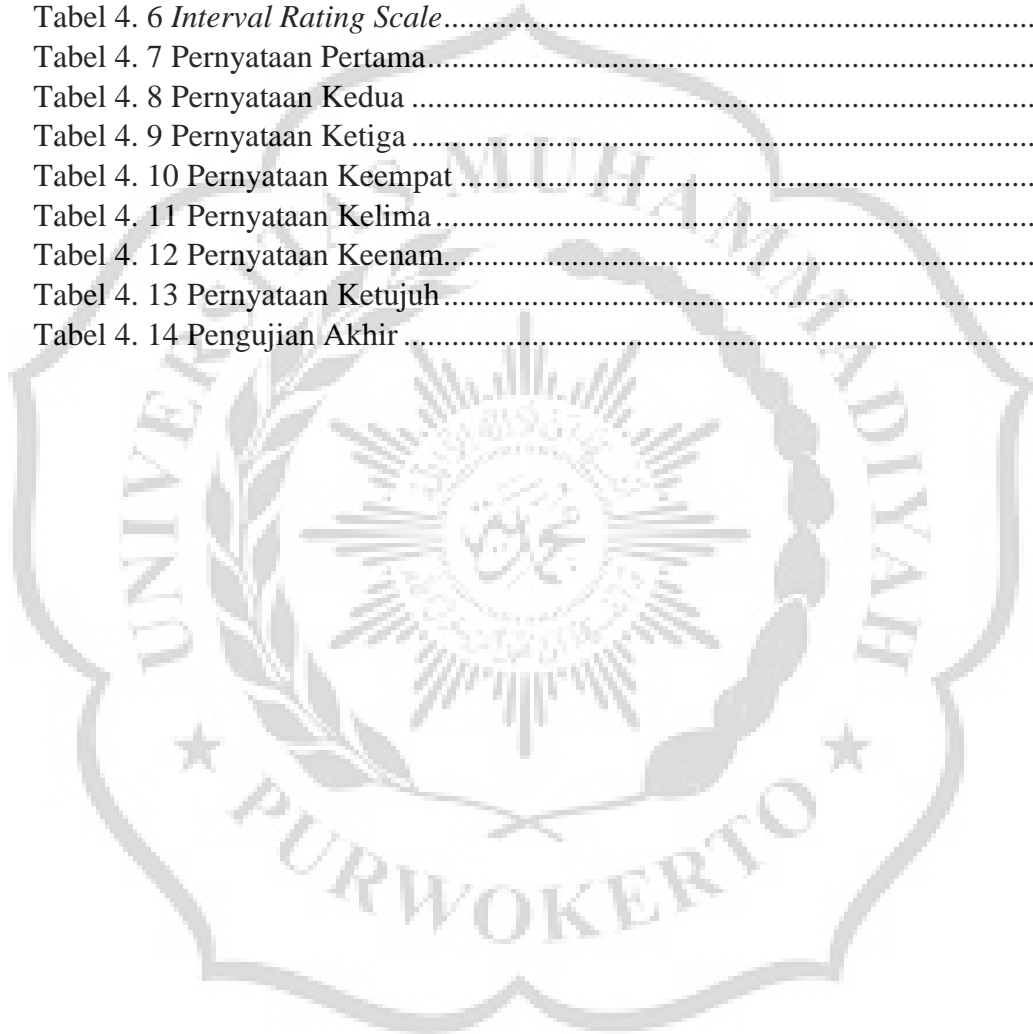 Tabel 4. 6 Interval Rating Scale......................................................................
Tabel 4. 7 Pernyataan Pertama........................................................................
Tabel 4. 8 Pernyataan Kedua ..........................................................................
Tabel 4. 9 Pernyataan Ketiga ..........................................................................
Tabel 4. 10 Pernyataan Keempat ....................................................................
Tabel 4. 11 Pernyataan Kelima.......................................................................
Tabel 4. 12 Pernyataan Keenam......................................................................
Tabel 4. 13 Pernyataan Ketujuh......................................................................
Tabel 4. 14 Pengujian Akhir ...........................................................................
UNIVERSITAS MUHAMMADIYAH
PURWOKERTO